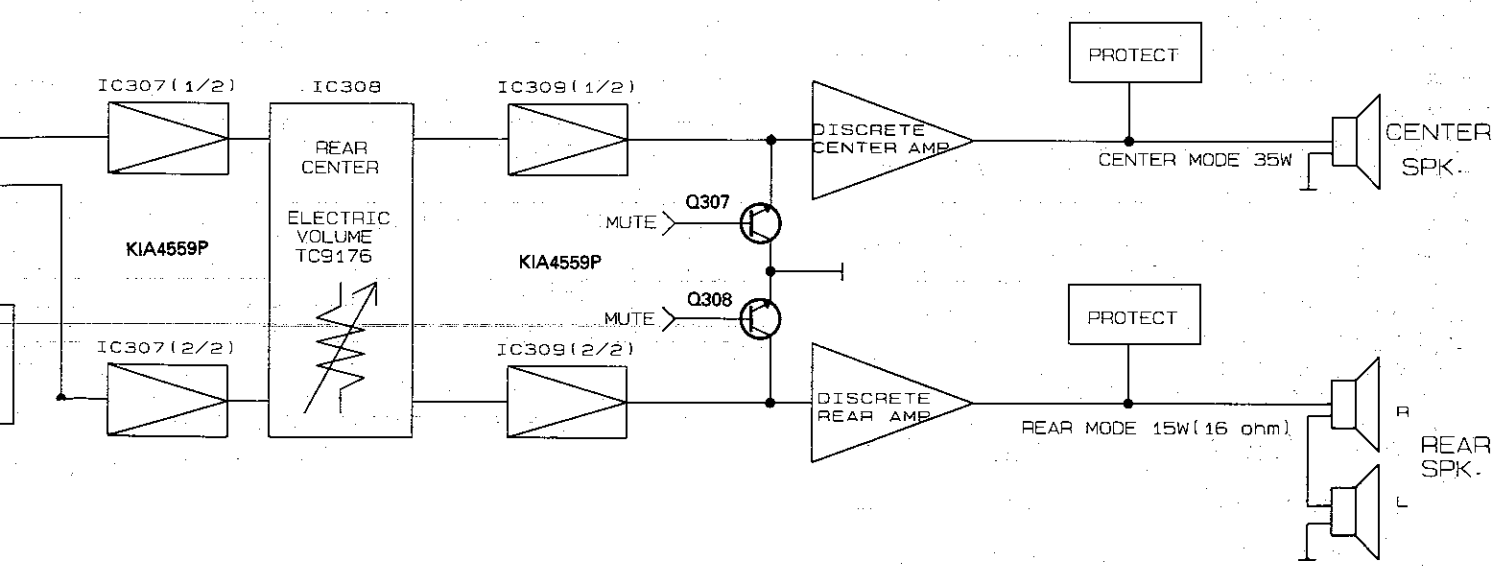 PROTECT
IC307(1/2)
IC308
IC309(1/2)
DISCRETE
CENTER AMP
CENTER MODE 35W
CENTER
SPK.
REAR
CENTER
ELECTRIC
VOLUME
TC9176
KIA4559P
KIA4559P
MUTE
Q307
MUTE
Q308
PROTECT
IC307(2/2)
IC309(2/2)
DISCRETE
REAR AMP
REAR MODE 15W(16 ohm)
R
REAR
SPK.
L